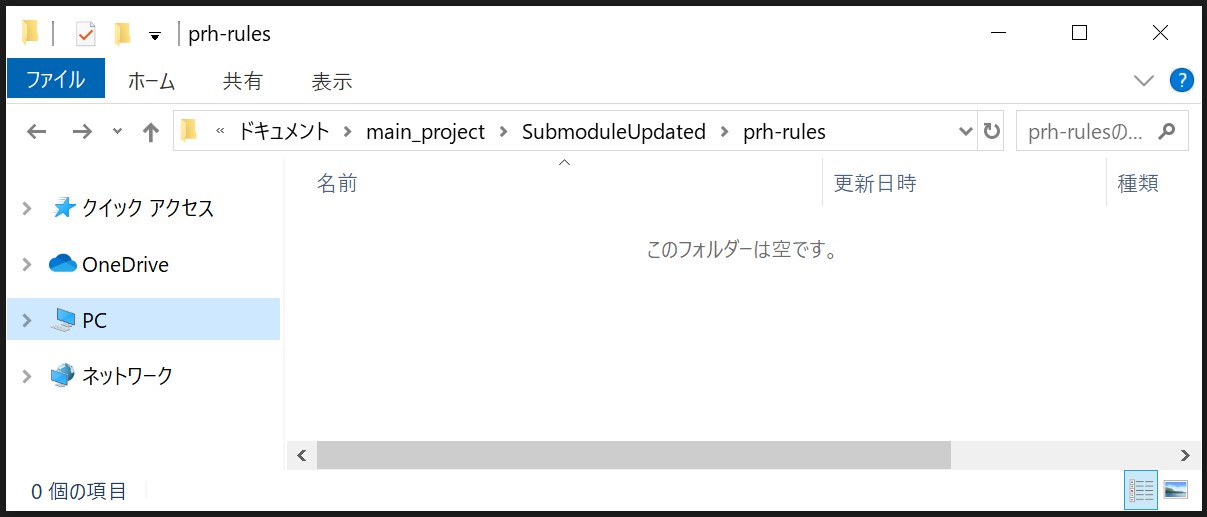 prh-rules
ファイル ホーム 共有 表示 ?
« ドキュメント > main_project > SubmoduleUpdated > prh-rules prh-rulesの...
名前 更新日時 種類
クイック アクセス
このフォルダーは空です。
OneDrive
PC
ネットワーク
0 個の項目